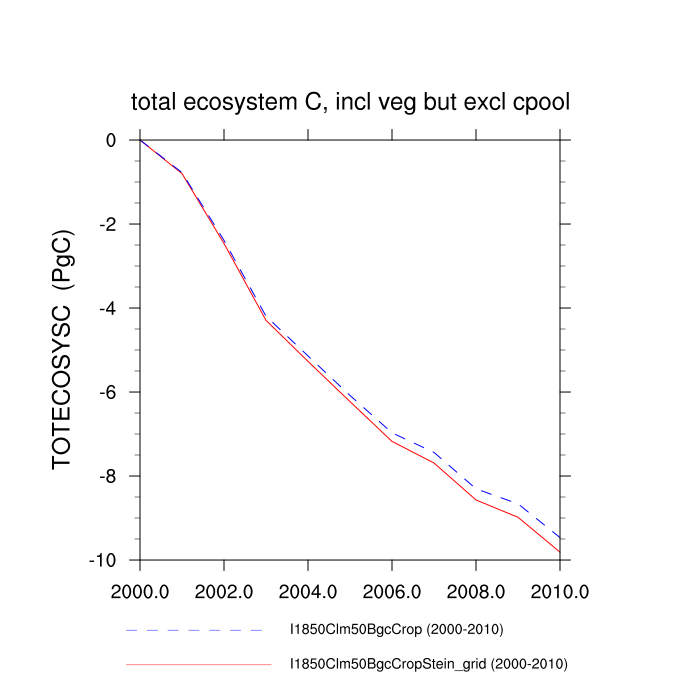 total ecosystem C, incl veg but excl cpool
TOTECOSYSC (PgC)
0
-2
-4
-6
-8
-10
2000.0 2002.0 2004.0 2006.0 2008.0 2010.0
I1850Clm50BgcCrop (2000-2010)
I1850Clm50BgcCropStein_grid (2000-2010)